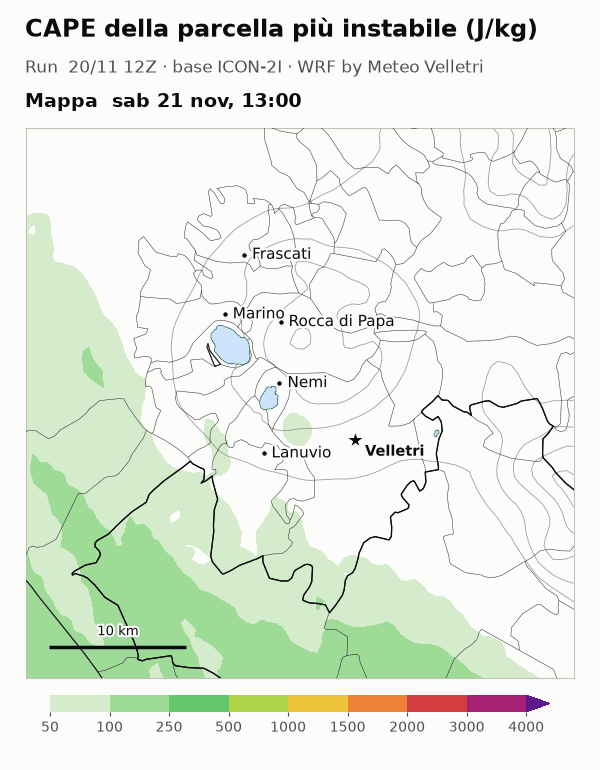 CAPE della parcella più instabile (J/kg)
Run  20/11 12Z · base ICON-2I · WRF by Meteo Velletri
Mappa  sab 21 nov, 13:00
Frascati
Marino
Rocca di Papa
Nemi
Velletri
Lanuvio
10 km
50 100 250 500 1000 1500 2000 3000 4000